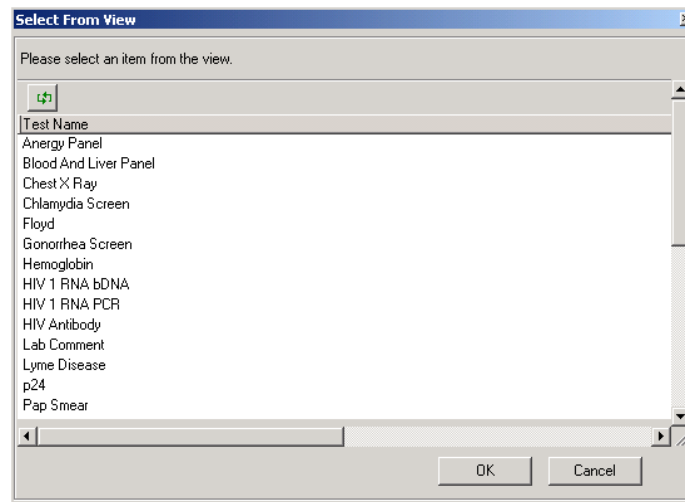 Select From View
Please select an item from the view.
Test Name
Anergy Panel
Blood And Liver Panel
Chest X Ray
Chlamydia Screen
Floyd
Gonorrhea Screen
Hemoglobin
HIV 1 RNA bDNA
HIV 1 RNA PCR
HIV Antibody
Lab Comment
Lyme Disease
p24
Pap Smear
OK Cancel